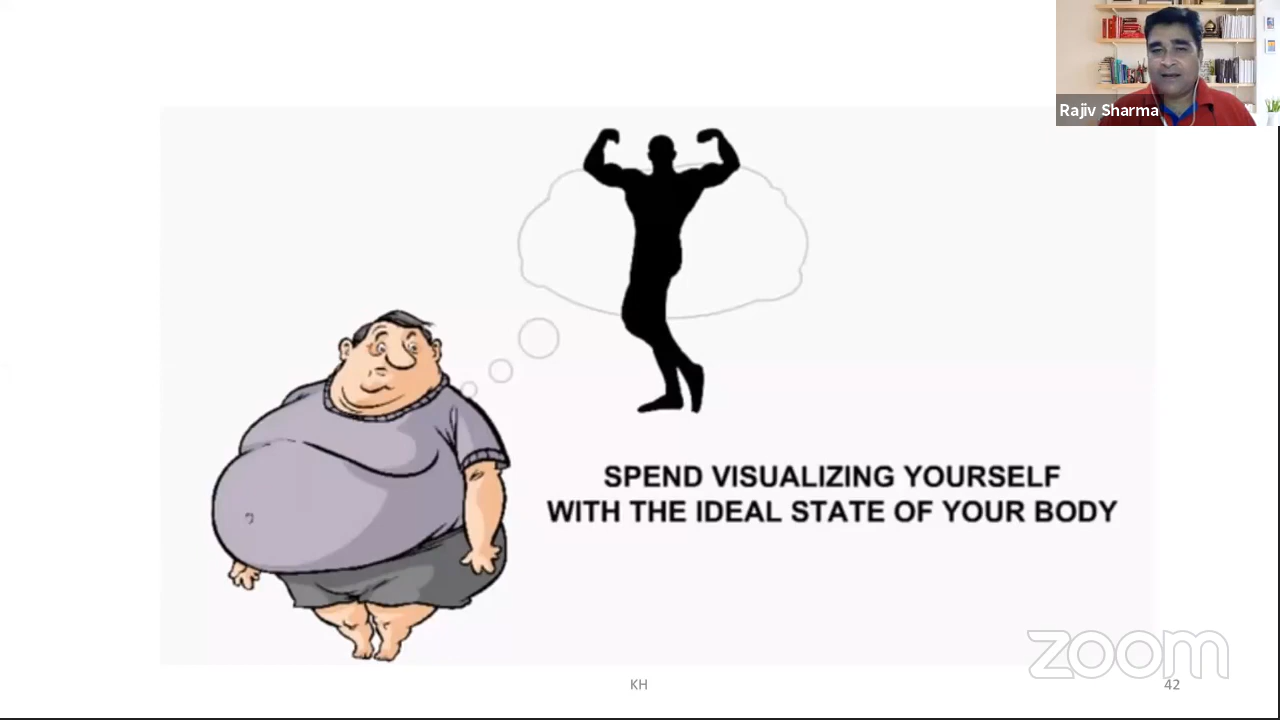 Rajiv Sharma
SPEND VISUALIZING YOURSELF
WITH THE IDEAL STATE OF YOUR BODY
zoom
KH
42